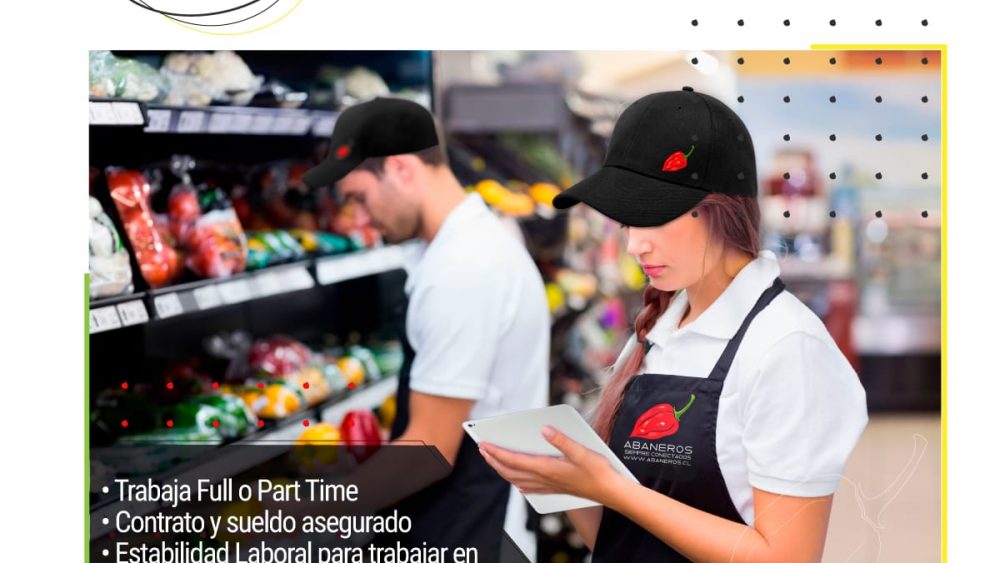 ABANEROS
SIEMPRE CONECTADOS
WWW.ABANEROS.CL
• Trabaja Full o Part Time
• Contrato y sueldo asegurado
• Estabilidad Laboral para trabajar en